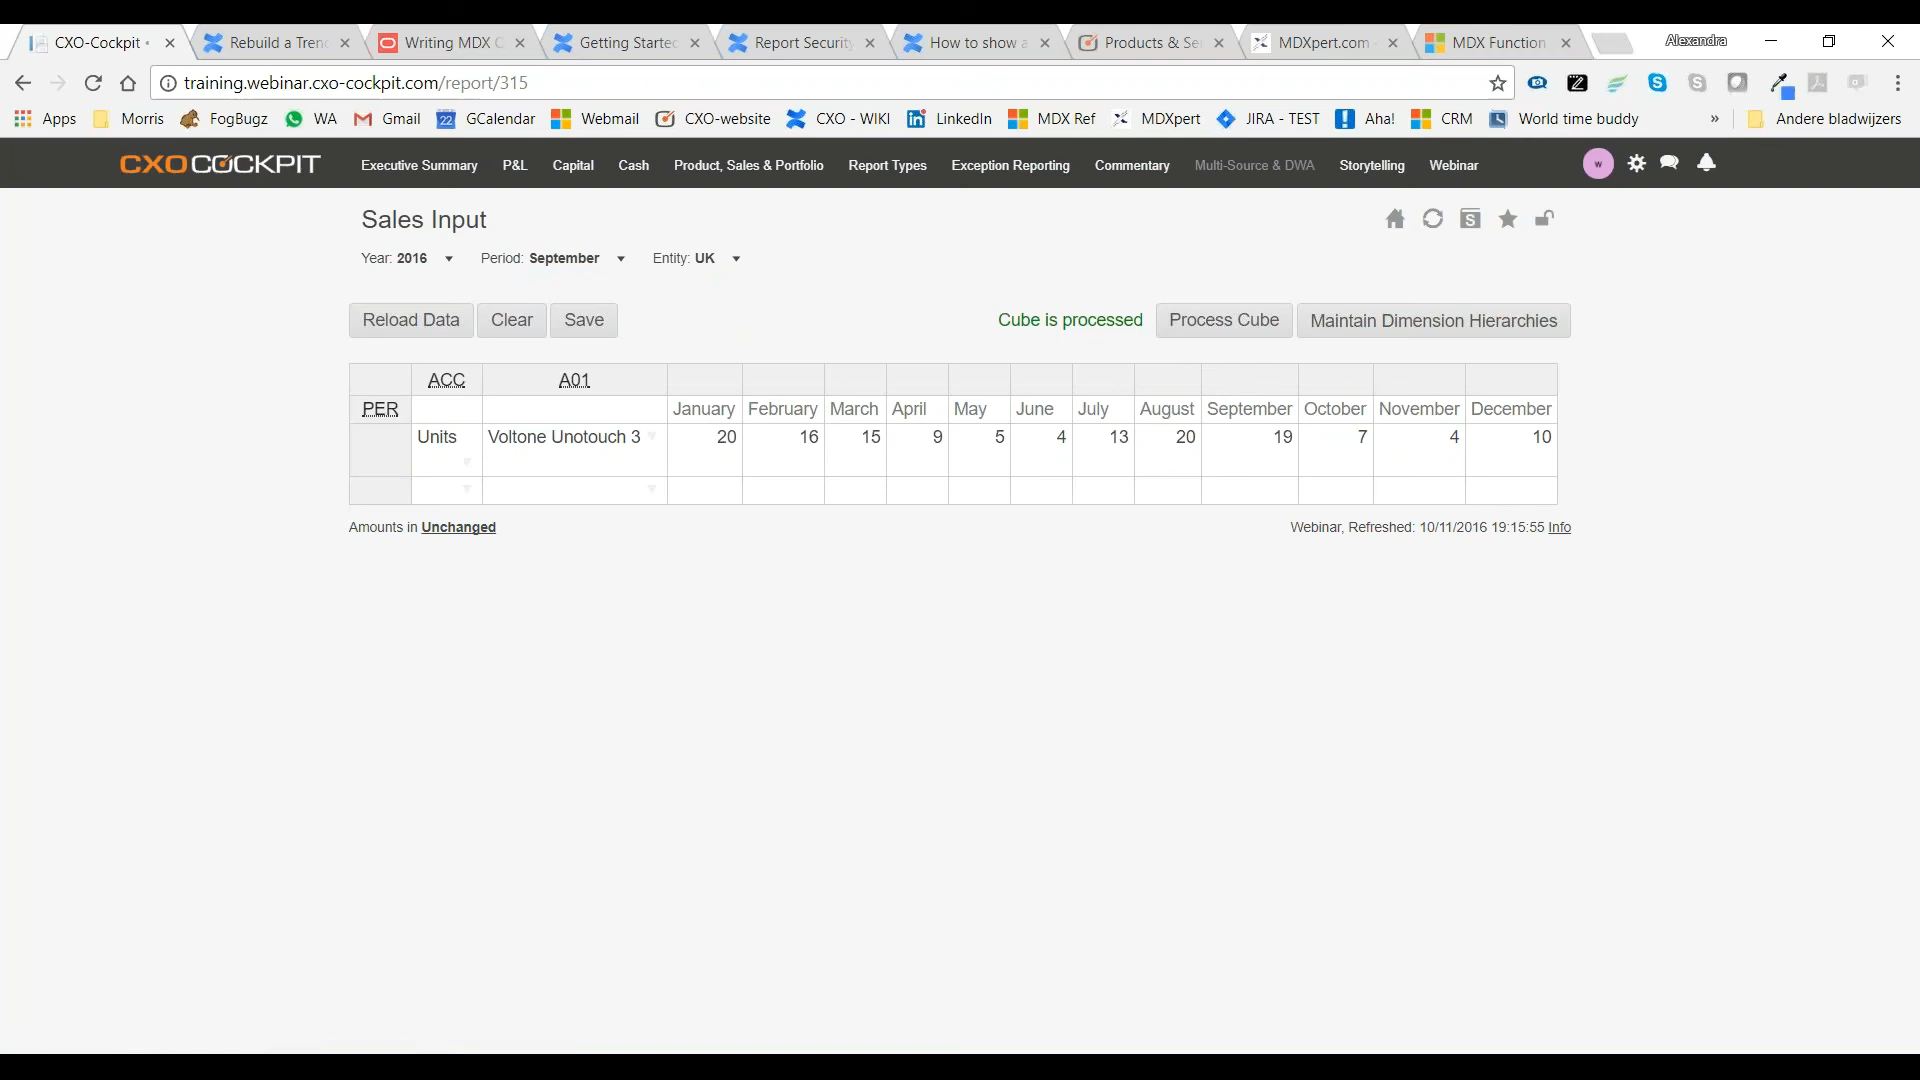 CXO-Cockpit
Rebuild a Tren
Writing MDX
Getting Started
Report Security
How to show a
Products & Se
MDXpert.com
MDX Function
Alexandra
training.webinar.cxo-cockpit.com/report/315
Apps Morris FogBugz WA Gmail 22 GCalendar Webmail CXO-website CXO - WIKI LinkedIn MDX Ref MDXpert JIRA - TEST Aha! CRM World time buddy » Andere bladwijzers
CXOCOCKPIT Executive Summary P&L Capital Cash Product, Sales & Portfolio Report Types Exception Reporting Commentary Multi-Source & DWA Storytelling Webinar w
Sales Input
Year: 2016 Period: September Entity: UK
Reload Data Clear Save Cube is processed Process Cube Maintain Dimension Hierarchies
ACC A01
PER January February March April May June July August September October November December
Units Voltone Unotouch 3 20 16 15 9 5 4 13 20 19 7 4 10
Amounts in Unchanged Webinar, Refreshed: 10/11/2016 19:15:55 Info